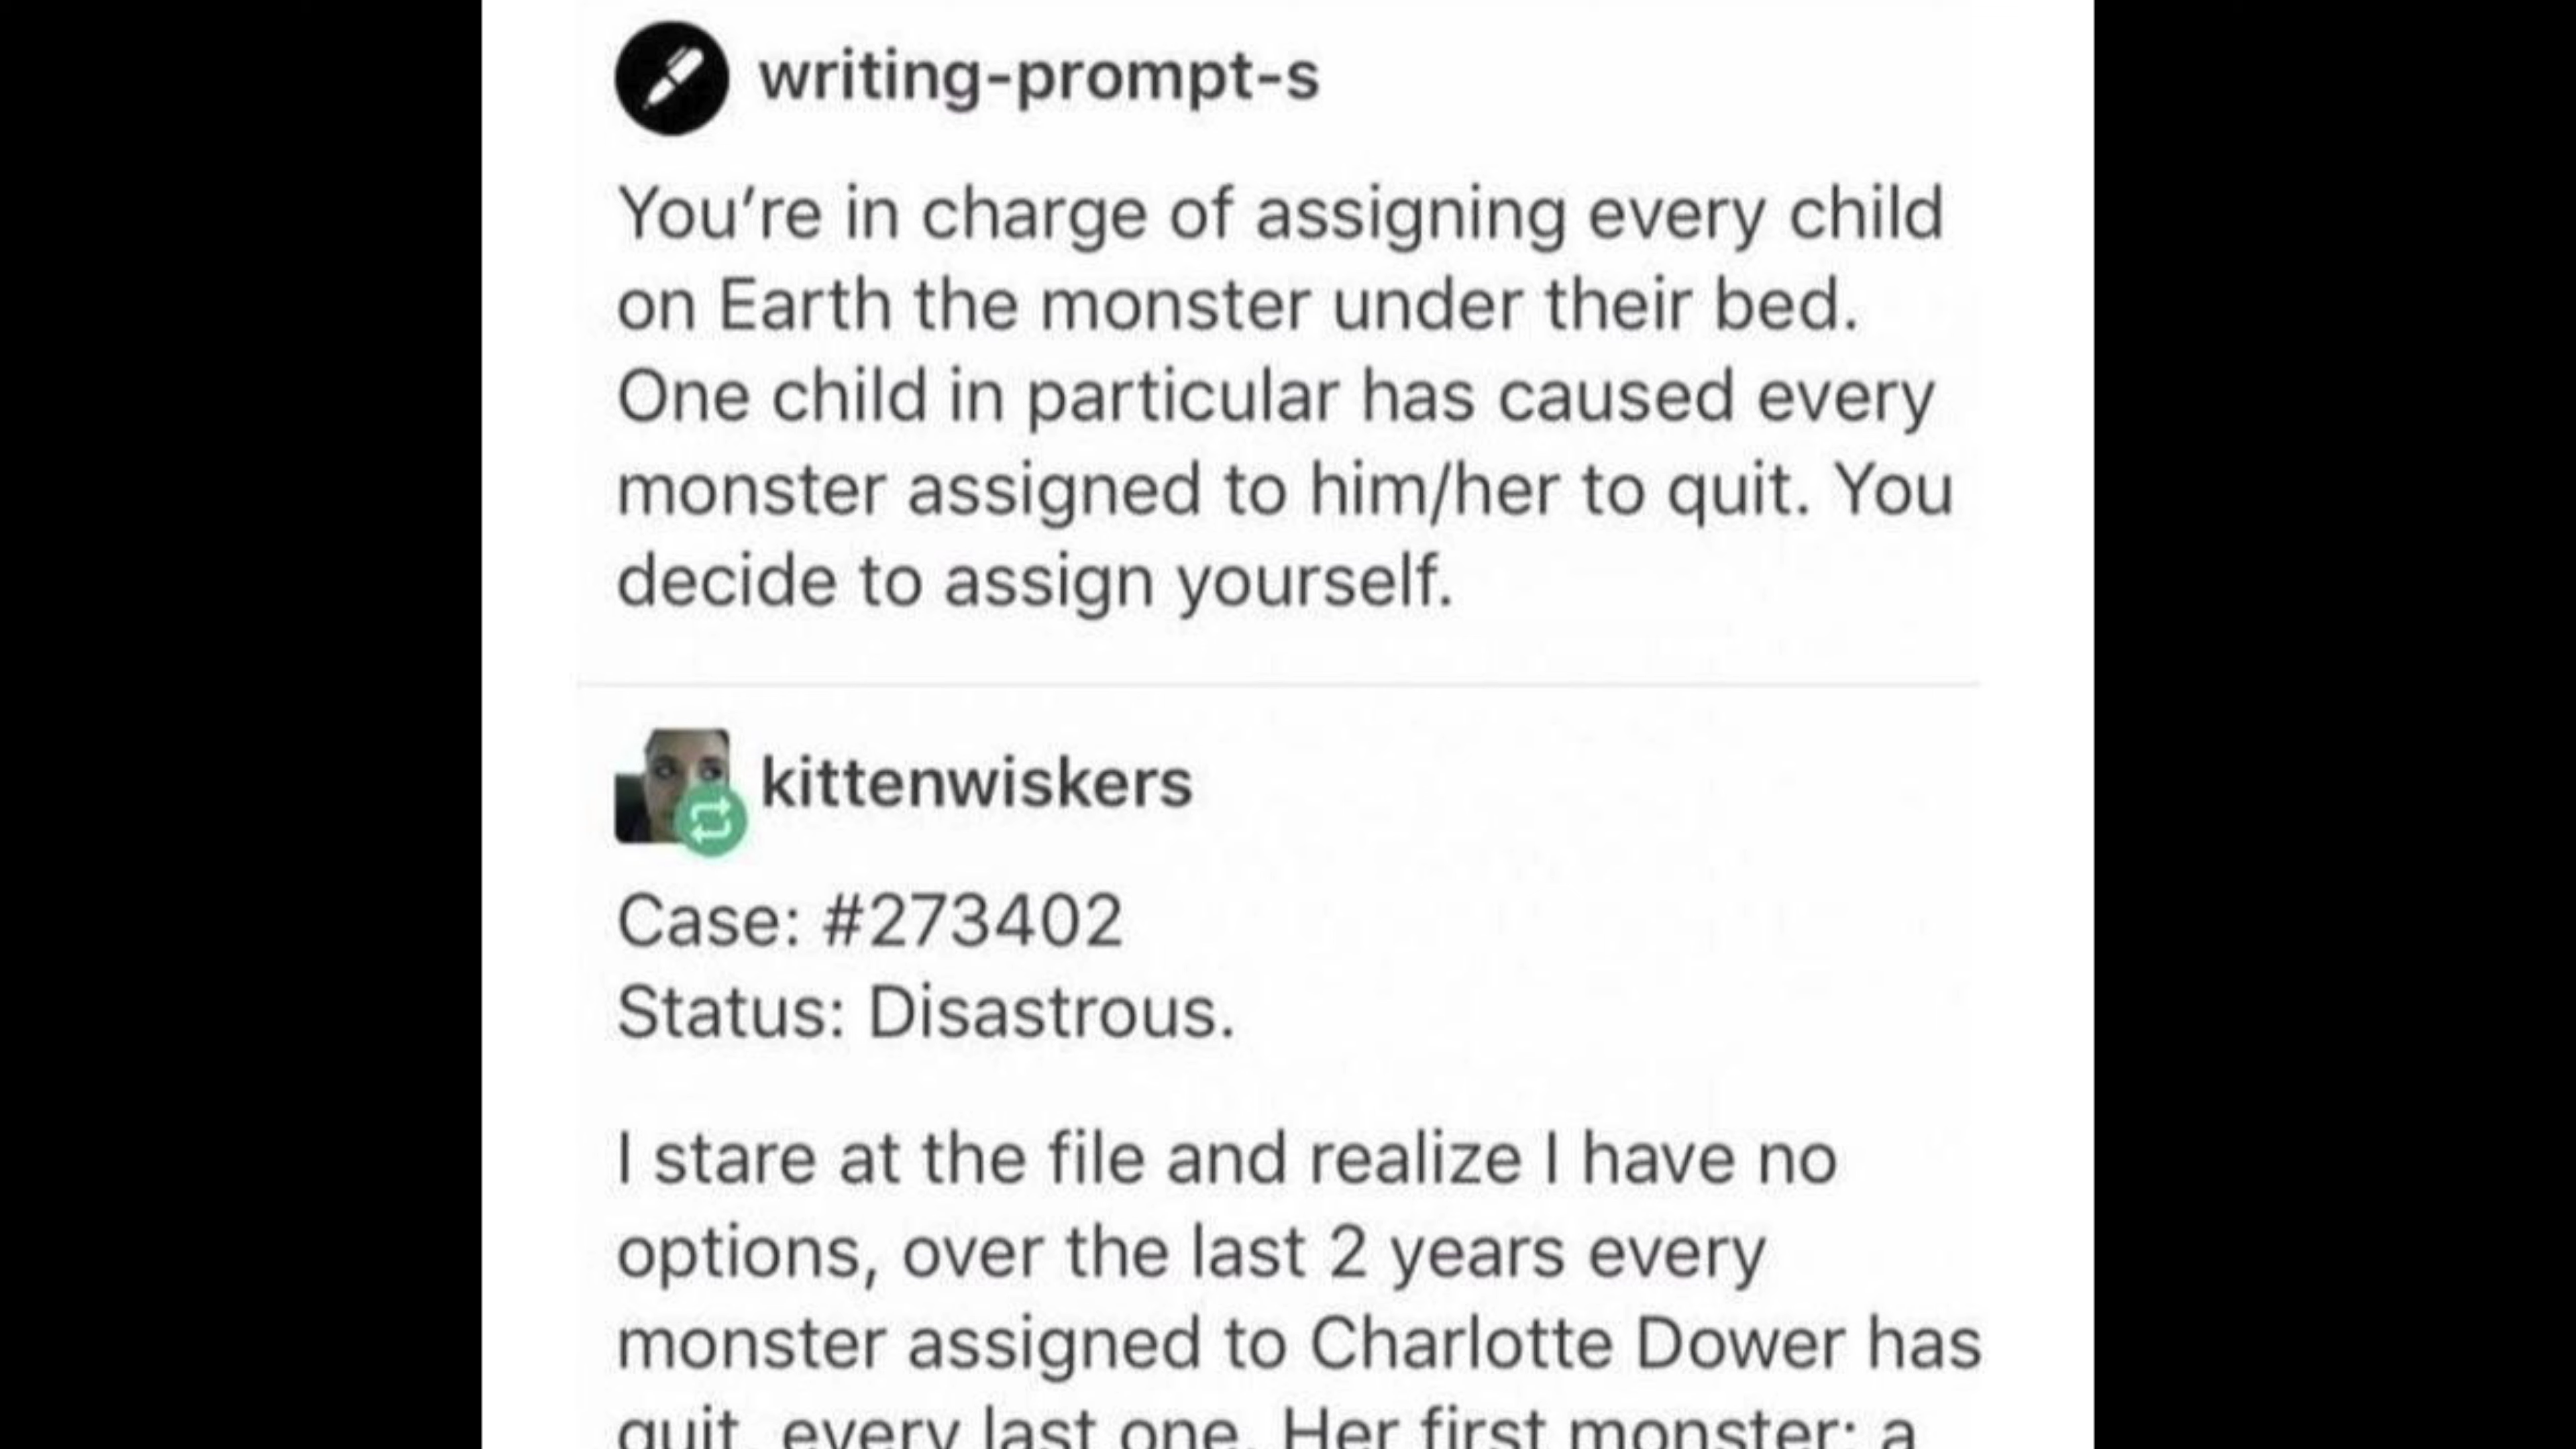 writing-prompt-s
You’re in charge of assigning every child
on Earth the monster under their bed.
One child in particular has caused every
monster assigned to him/her to quit. You
decide to assign yourself.
kittenwiskers
Case: #273402
Status: Disastrous.
I stare at the file and realize I have no
options, over the last 2 years every
monster assigned to Charlotte Dower has
quit, every last one. Her first monster; a